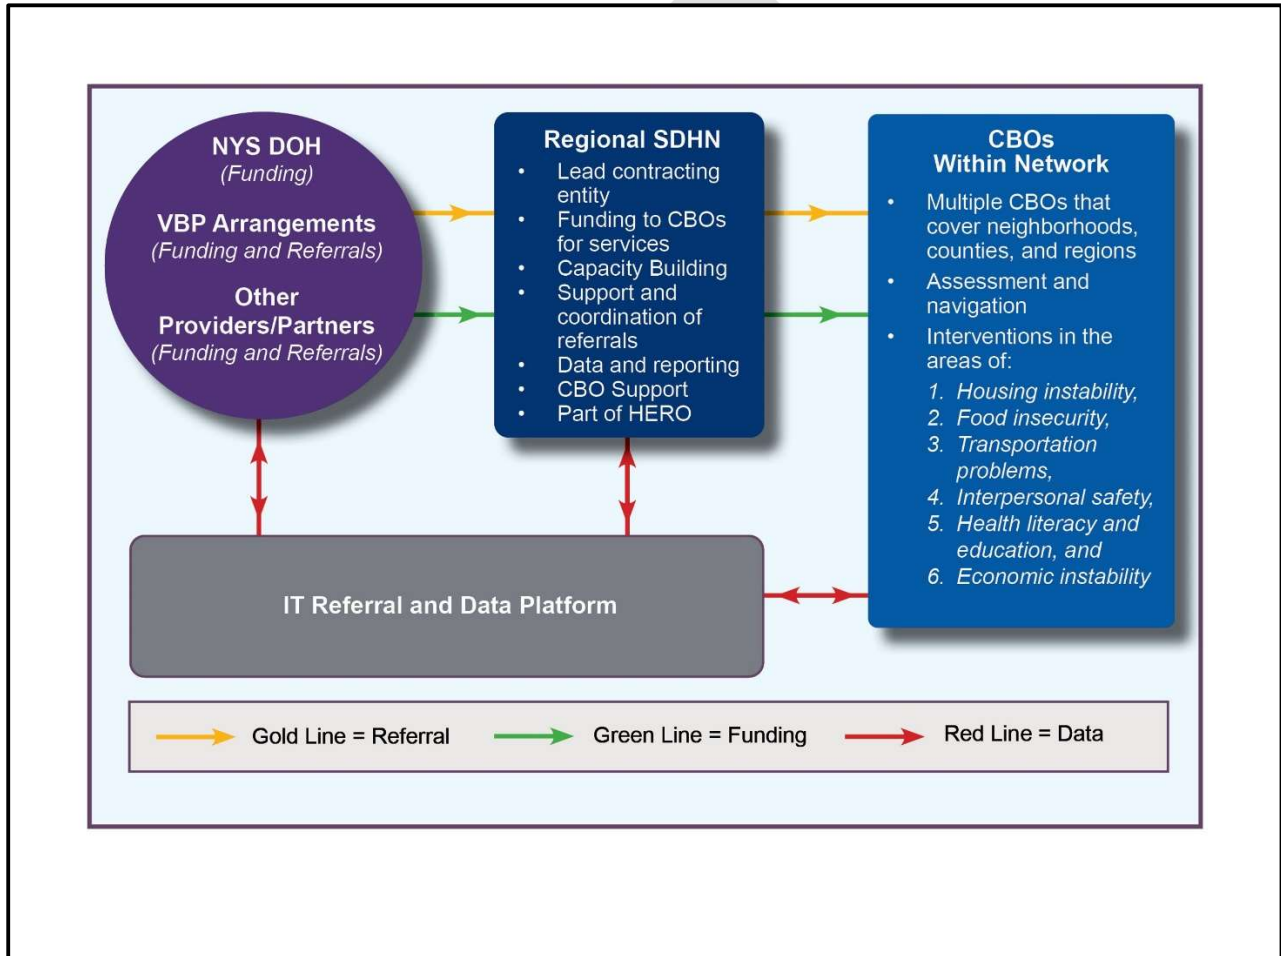 NYS DOH
(Funding)
VBP Arrangements
(Funding and Referrals)
Other
Providers/Partners
(Funding and Referrals)
Regional SDHN
• Lead contracting
entity
• Funding to CBOs
for services
• Capacity Building
• Support and
coordination of
referrals
• Data and reporting
• CBO Support
• Part of HERO
CBOs
Within Network
• Multiple CBOs that
cover neighborhoods,
counties, and regions
• Assessment and
navigation
• Interventions in the
areas of:
1. Housing instability,
2. Food insecurity,
3. Transportation
problems,
4. Interpersonal safety,
5. Health literacy and
education, and
6. Economic instability
IT Referral and Data Platform
Gold Line = Referral
Green Line = Funding
Red Line = Data